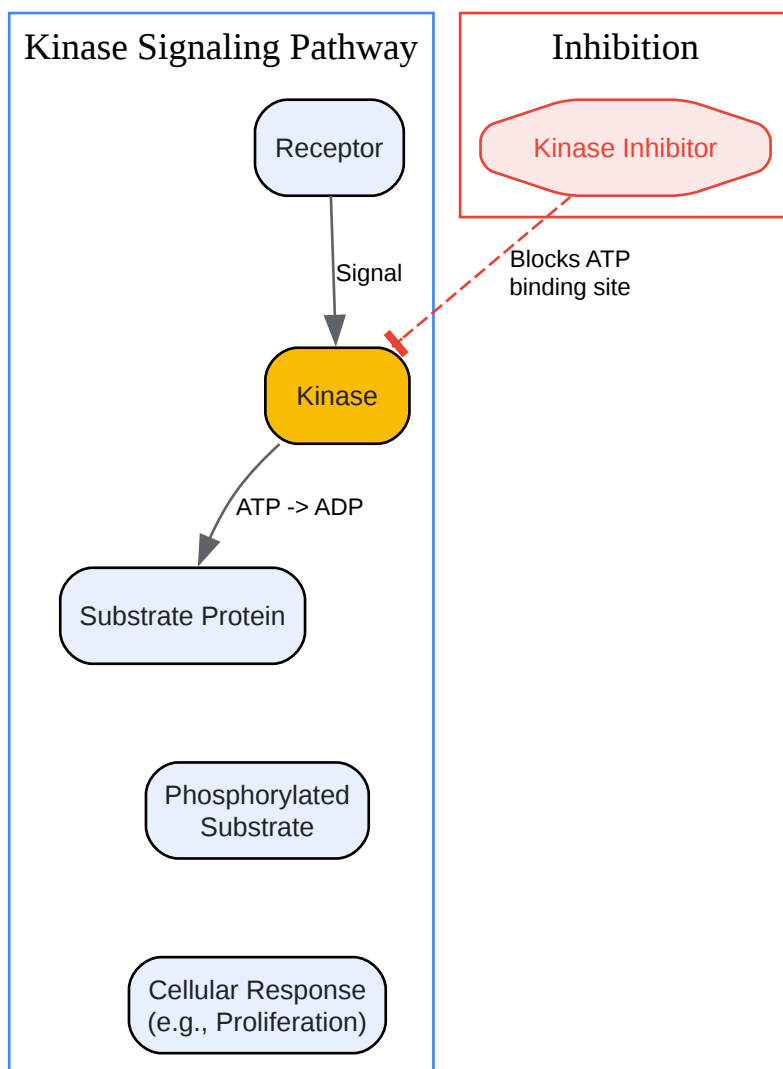 Kinase Signaling Pathway
Inhibition
Receptor
Kinase Inhibitor
Signal
Blocks ATP
binding site
Kinase
ATP -> ADP
Substrate Protein
Phosphorylated
Substrate
Cellular Response
(e.g., Proliferation)